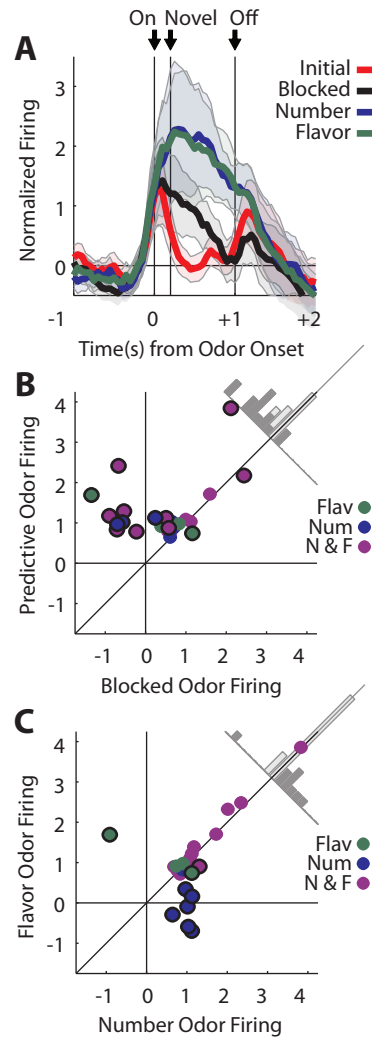 On Novel Off
A
Initial
Blocked
Number
Flavor
Normalized Firing
3
2
1
0
-1 0 +1 +2
Time(s) from Odor Onset
B
Predictive Odor Firing
4
3
2
1
0
-1
Flav
Num
N & F
-1 0 1 2 3 4
Blocked Odor Firing
C
Flavor Odor Firing
4
3
2
1
0
-1
Flav
Num
N & F
-1 0 1 2 3 4
Number Odor Firing